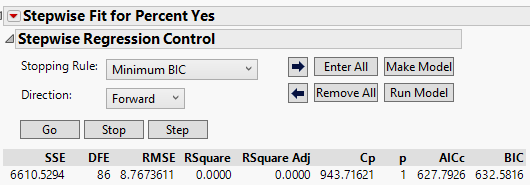 Stepwise Fit for Percent Yes
Stepwise Regression Control
Stopping Rule: Minimum BIC Enter All Make Model
Direction: Forward Remove All Run Model
Go Stop Step
SSE DFE RMSE RSquare RSquare Adj Cp p AICc BIC
6610.5294 86 8.7673611 0.0000 0.0000 943.71621 1 627.7926 632.5816